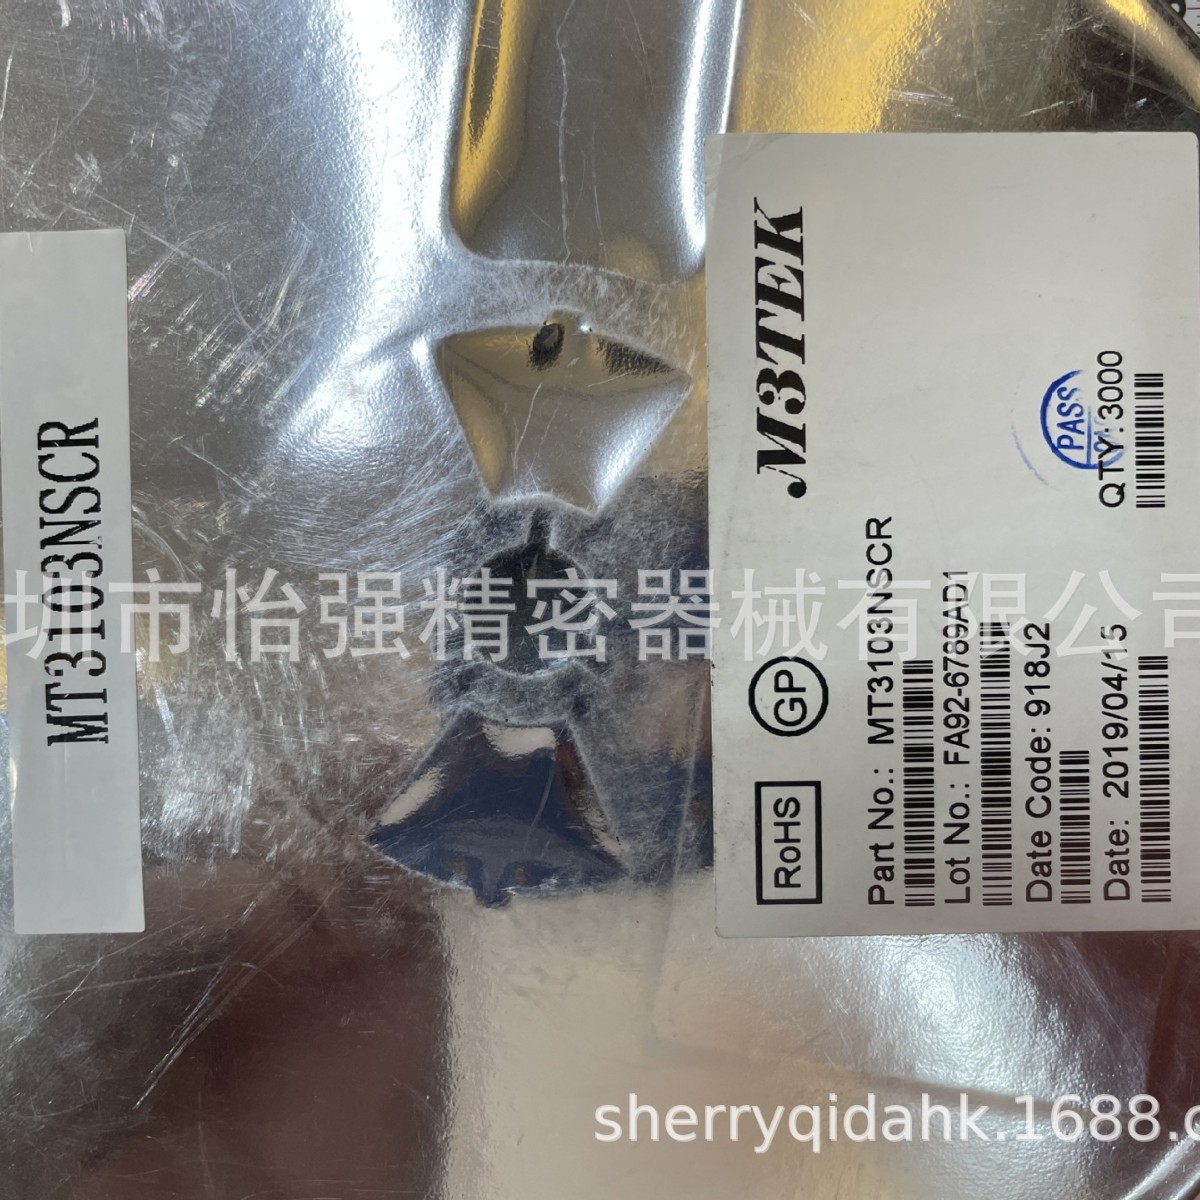 MT3103NSCR
M3TEK
RoHS GP
Part No.: MT3103NSCR
Lot No.: FA92-6789AD1
Date Code: 918J2
Date: 2019/04/15
QTY: 3000
PASS
圳市怡强精密器械有限公司
sherryqidahk.1688.c